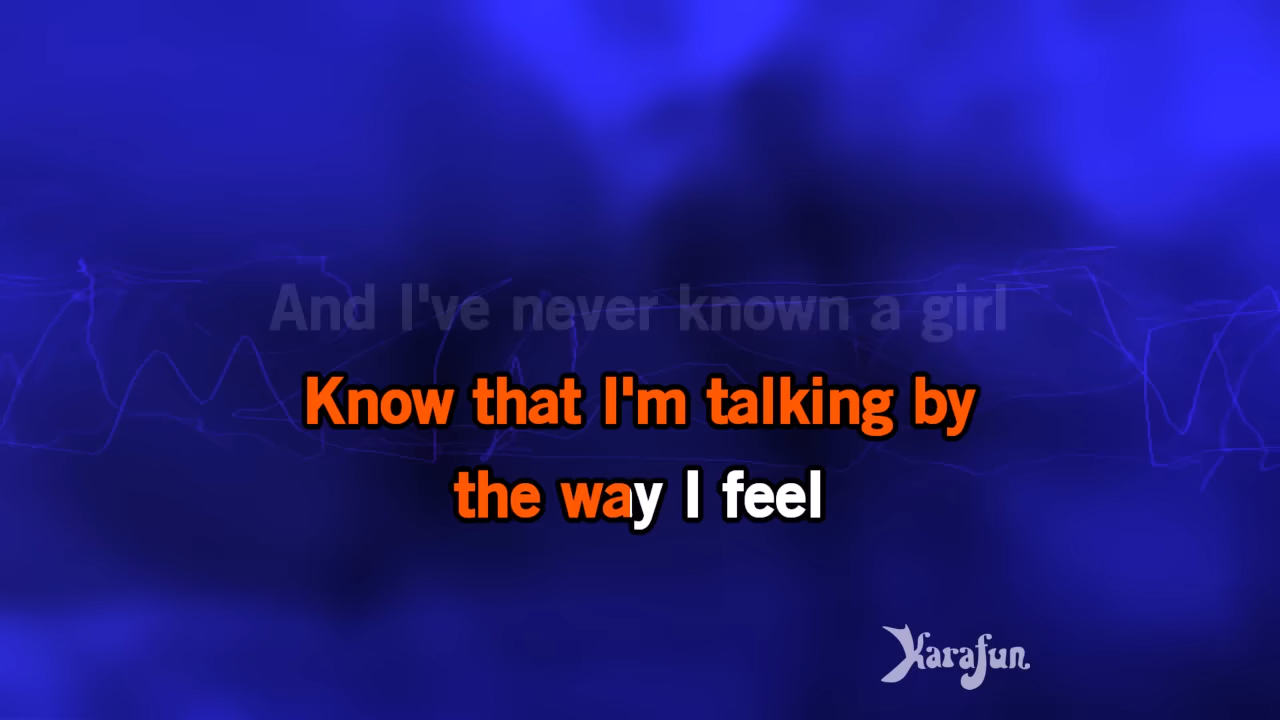 And I've never known a girl
Know that I'm talking by
the way I feel
Karafun